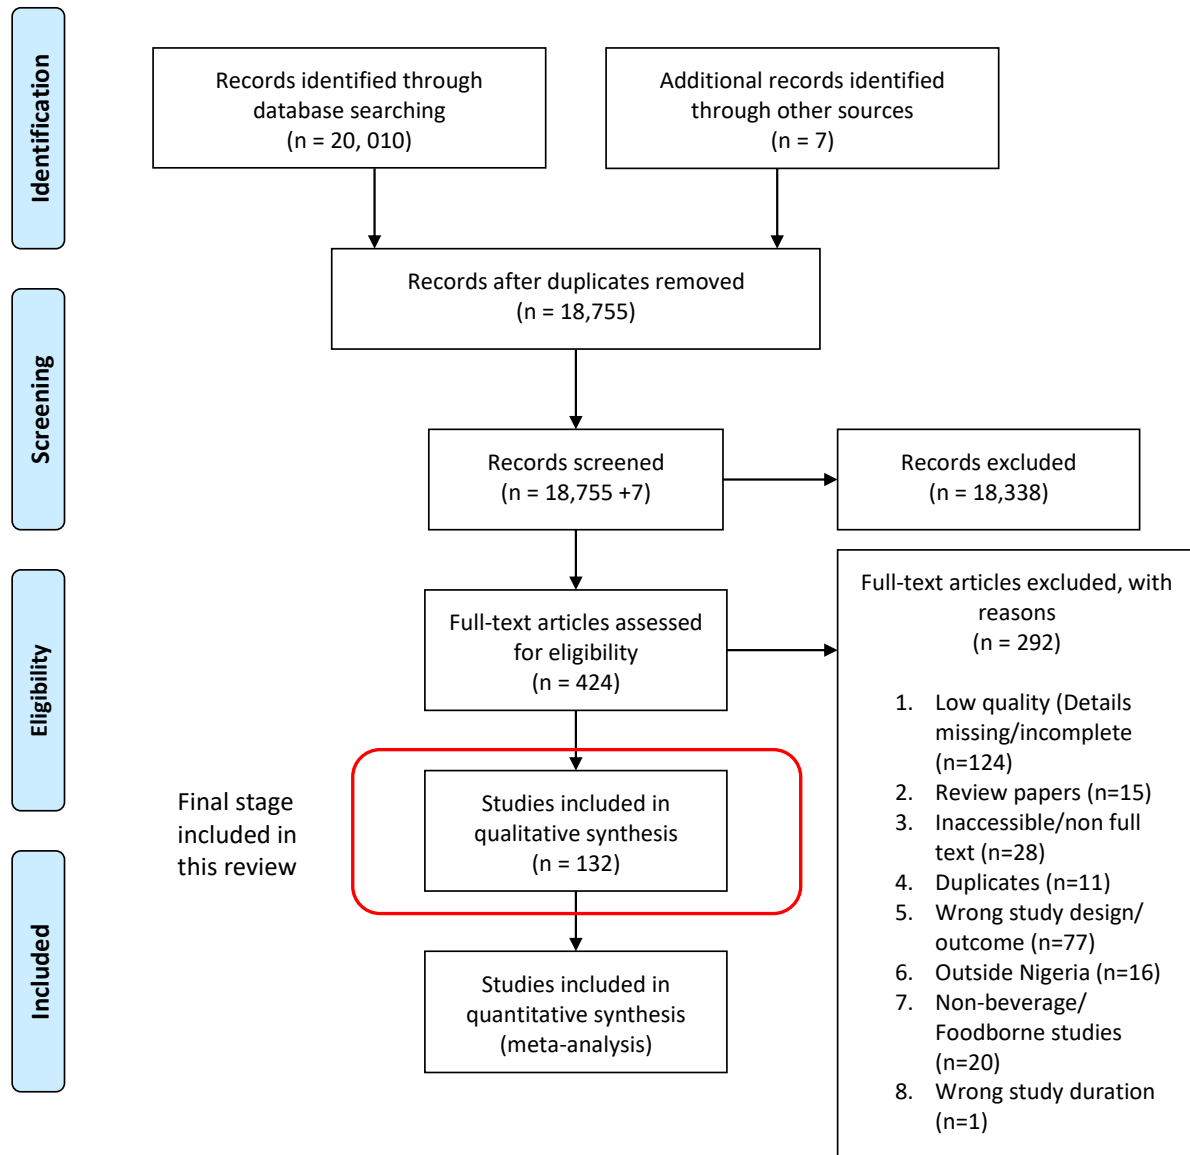 Identification
Records identified through
database searching
(n = 20, 010)
Additional records identified
through other sources
(n = 7)
Records after duplicates removed
(n = 18,755)
Screening
Records screened
(n = 18,755 +7)
Records excluded
(n = 18,338)
Eligibility
Full-text articles assessed
for eligibility
(n = 424)
Full-text articles excluded, with
reasons
(n = 292)
1. Low quality (Details
missing/incomplete
(n=124)
2. Review papers (n=15)
3. Inaccessible/non full
text (n=28)
4. Duplicates (n=11)
5. Wrong study design/
outcome (n=77)
6. Outside Nigeria (n=16)
7. Non-beverage/
Foodborne studies
(n=20)
8. Wrong study duration
(n=1)
Final stage
included in
this review
Studies included in
qualitative synthesis
(n = 132)
Included
Studies included in
quantitative synthesis
(meta-analysis)